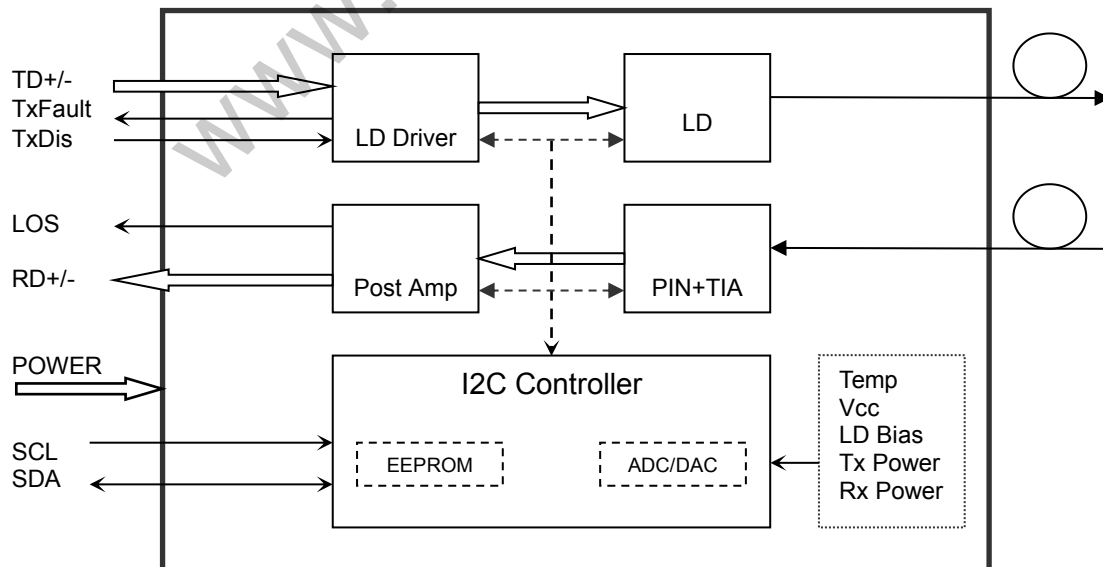 www.
TD+/-
TxFault
TxDis
LD Driver
LD
LOS
RD+/-
Post Amp
PIN+TIA
POWER
I2C Controller
SCL
SDA
EEPROM
ADC/DAC
Temp
Vcc
LD Bias
Tx Power
Rx Power